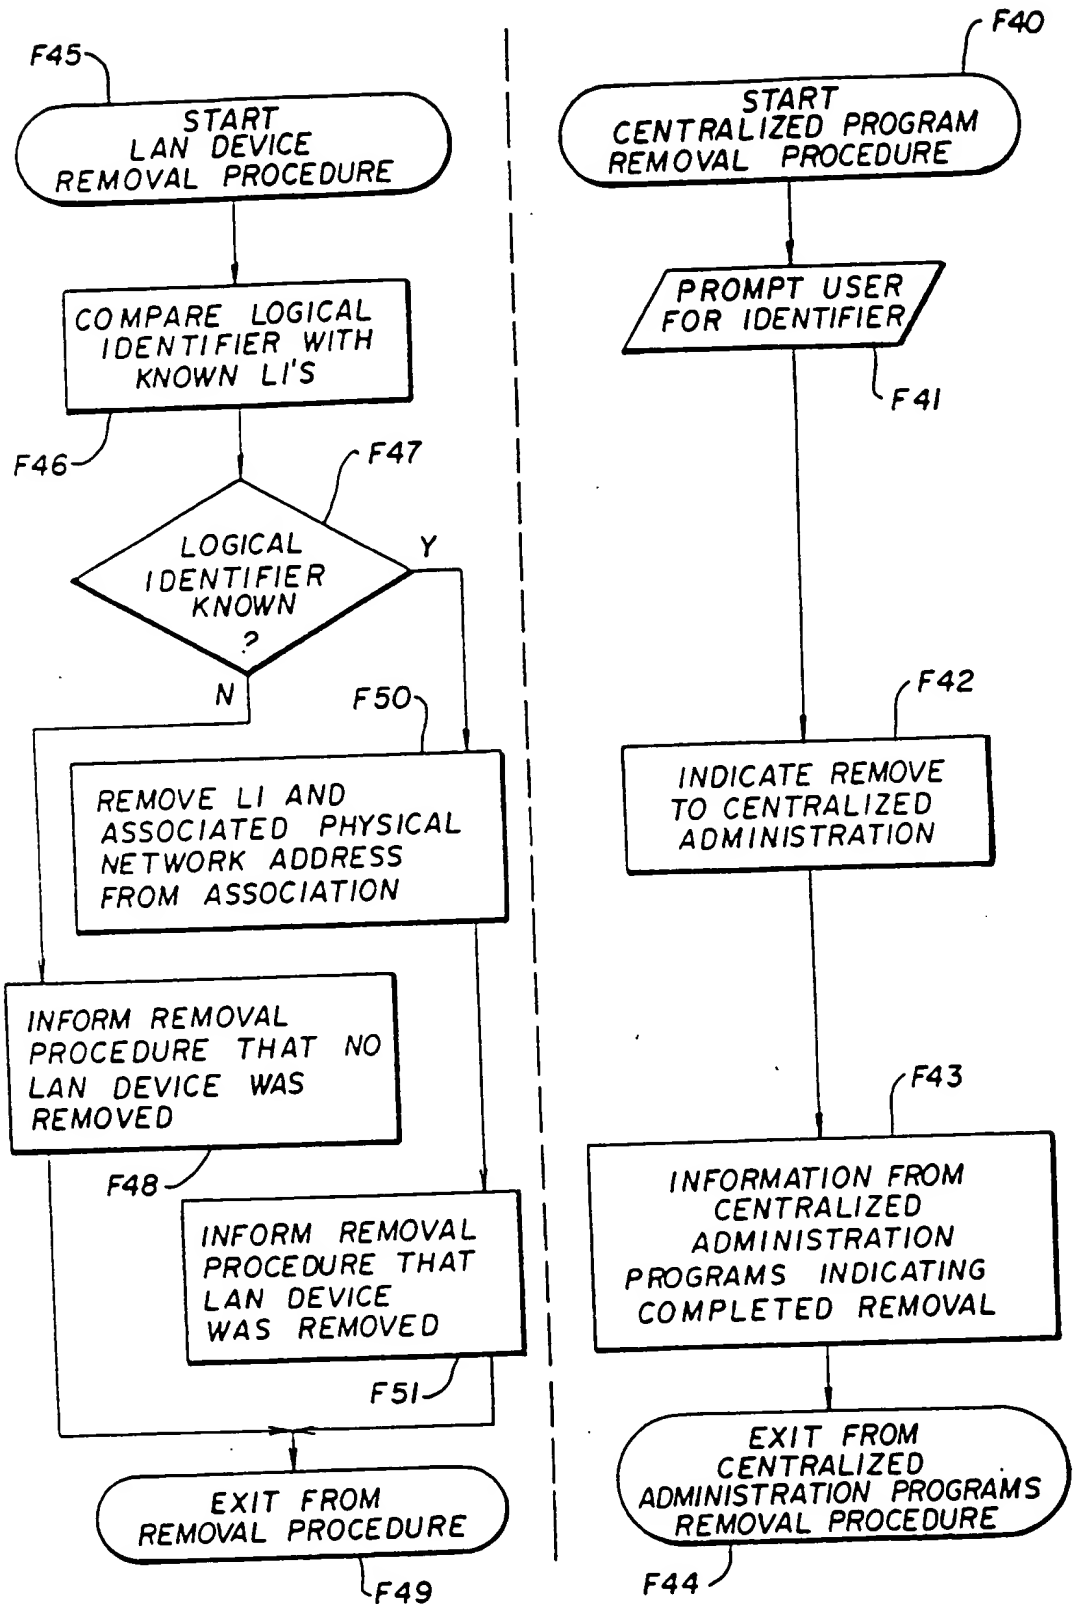 F45
START
LAN DEVICE
REMOVAL PROCEDURE
COMPARE LOGICAL
IDENTIFIER WITH
KNOWN LI'S
F46
F47
LOGICAL
IDENTIFIER
KNOWN
?
Y
N
F50
REMOVE LI AND
ASSOCIATED PHYSICAL
NETWORK ADDRESS
FROM ASSOCIATION
INFORM REMOVAL
PROCEDURE THAT NO
LAN DEVICE WAS
REMOVED
F48
INFORM REMOVAL
PROCEDURE THAT
LAN DEVICE
WAS REMOVED
F51
EXIT FROM
REMOVAL PROCEDURE
F49
F40
START
CENTRALIZED PROGRAM
REMOVAL PROCEDURE
PROMPT USER
FOR IDENTIFIER
F41
F42
INDICATE REMOVE
TO CENTRALIZED
ADMINISTRATION
F43
INFORMATION FROM
CENTRALIZED
ADMINISTRATION
PROGRAMS INDICATING
COMPLETED REMOVAL
EXIT FROM
CENTRALIZED
ADMINISTRATION PROGRAMS
REMOVAL PROCEDURE
F44